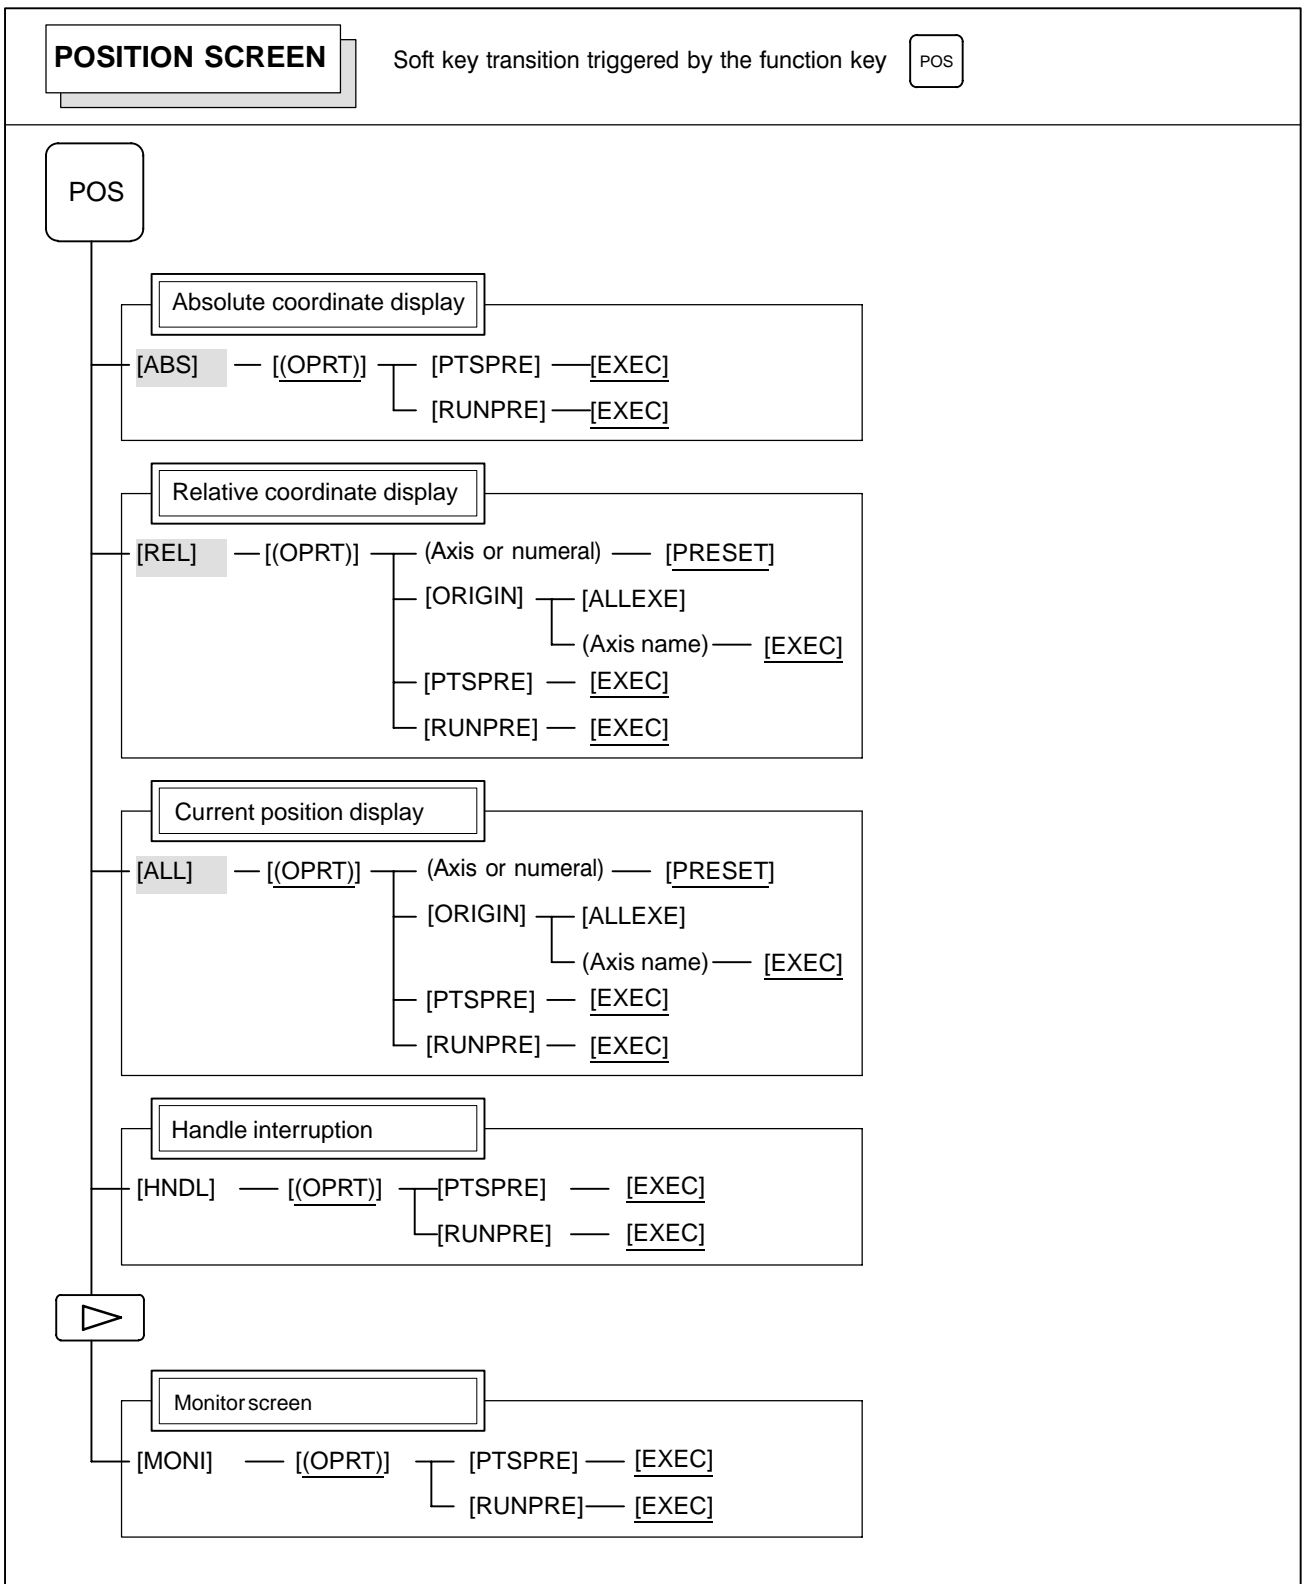 POSITION SCREEN Soft key transition triggered by the function key POS
POS
Absolute coordinate display
[ABS] [(OPRT)] [PTSPRE] [EXEC]
[RUNPRE] [EXEC]
Relative coordinate display
[REL] [(OPRT)] (Axis or numeral) [PRESET]
[ORIGIN] [ALLEXE]
(Axis name) [EXEC]
[PTSPRE] [EXEC]
[RUNPRE] [EXEC]
Current position display
[ALL] [(OPRT)] (Axis or numeral) [PRESET]
[ORIGIN] [ALLEXE]
(Axis name) [EXEC]
[PTSPRE] [EXEC]
[RUNPRE] [EXEC]
Handle interruption
[HNDL] [(OPRT)] [PTSPRE] [EXEC]
[RUNPRE] [EXEC]
Monitor screen
[MONI] [(OPRT)] [PTSPRE] [EXEC]
[RUNPRE] [EXEC]